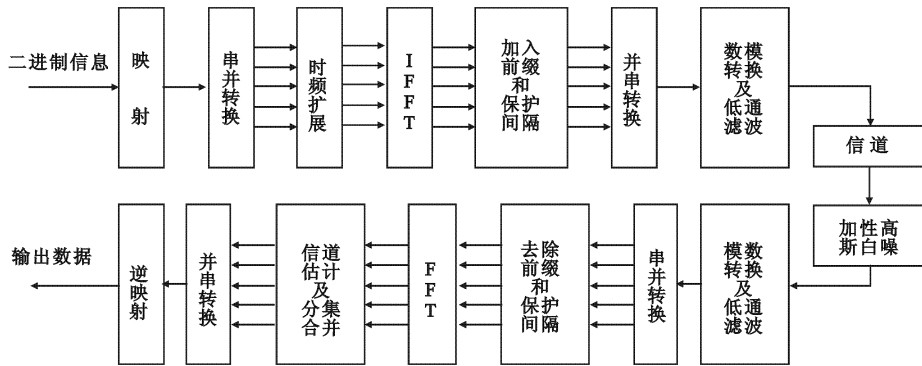 二进制信息
映射
串并转换
时频扩展
IFFT
加入
前缀
和
保护
间隔
并串转换
数模
转换
及
低通
滤波
信道
加性高
斯白噪
模数
转换
及
低通
滤波
串并转换
去除
前缀
和
保护
间隔
FFT
信道
估计
及
分集
合并
并串转换
逆映射
输出数据